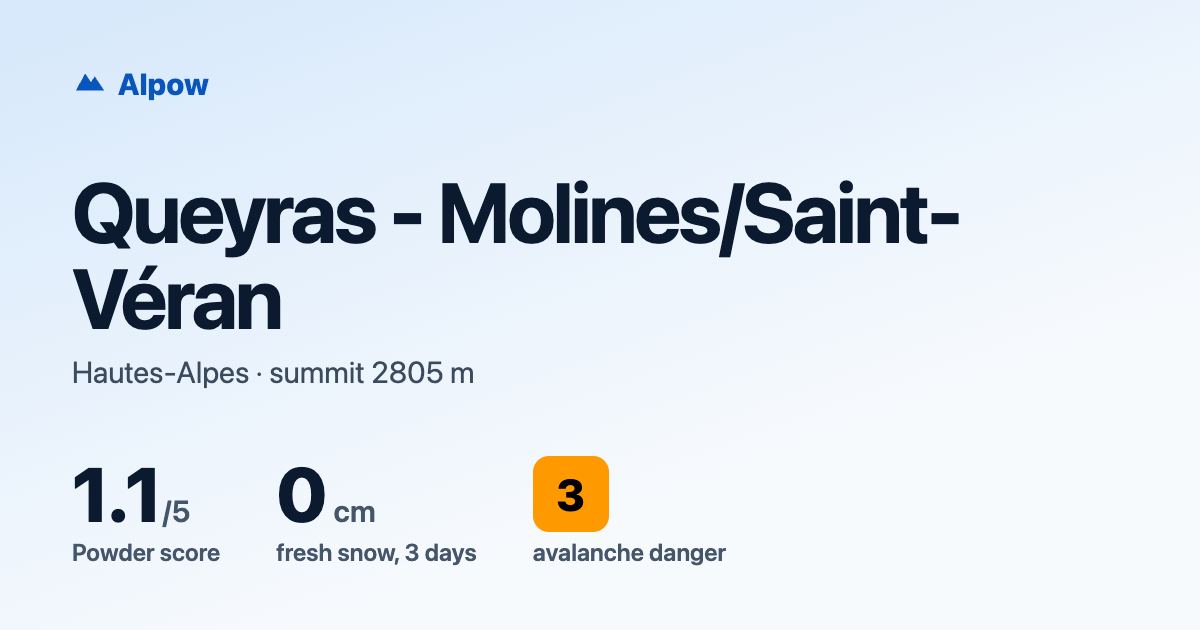 Alpow
Queyras - Molines/Saint-
Véran
Hautes-Alpes · summit 2805 m
1.1/5
0 cm
3
Powder score
fresh snow, 3 days
avalanche danger